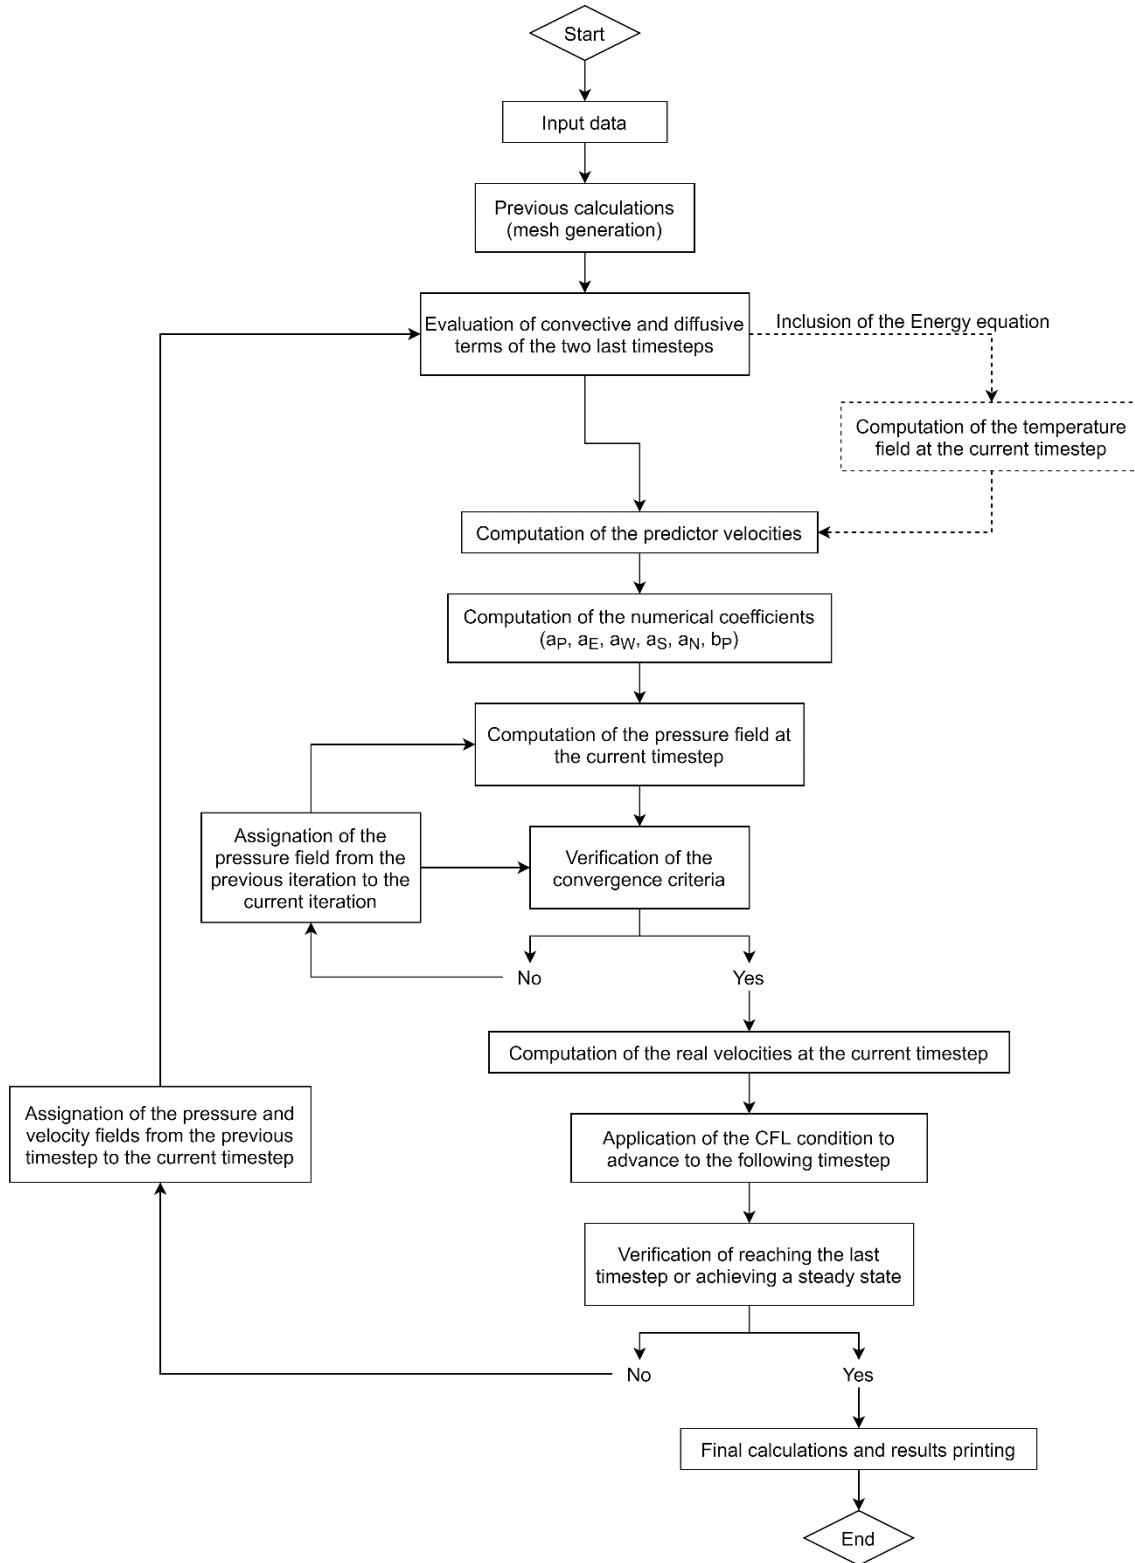 Start
Input data
Previous calculations
(mesh generation)
Evaluation of convective and diffusive
terms of the two last timesteps
Inclusion of the Energy equation
Computation of the temperature
field at the current timestep
Computation of the predictor velocities
Computation of the numerical coefficients
(aP, aE, aW, aS, aN, bP)
Computation of the pressure field at
the current timestep
Assignation of the
pressure field from the
previous iteration to the
current iteration
Verification of the
convergence criteria
No
Yes
Computation of the real velocities at the current timestep
Assignation of the pressure and
velocity fields from the previous
timestep to the current timestep
Application of the CFL condition to
advance to the following timestep
Verification of reaching the last
timestep or achieving a steady state
No
Yes
Final calculations and results printing
End